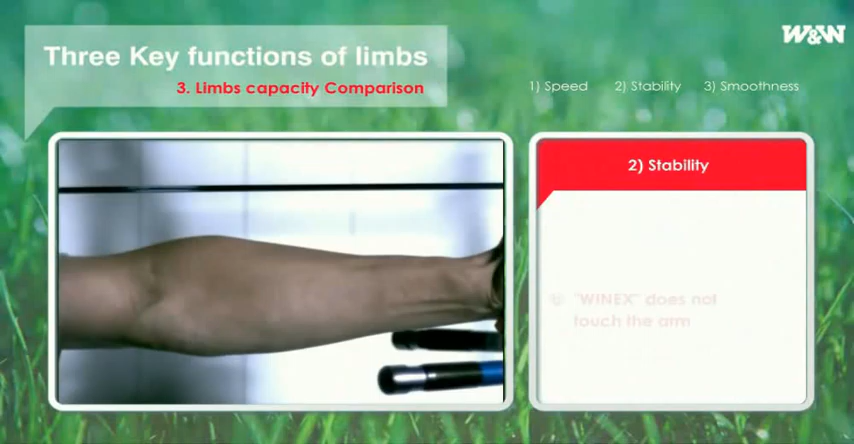 W&W
Three Key functions of limbs
3. Limbs capacity Comparison
1) Speed 2) Stability 3) Smoothness
2) Stability
"WINEX" does not
touch the arm